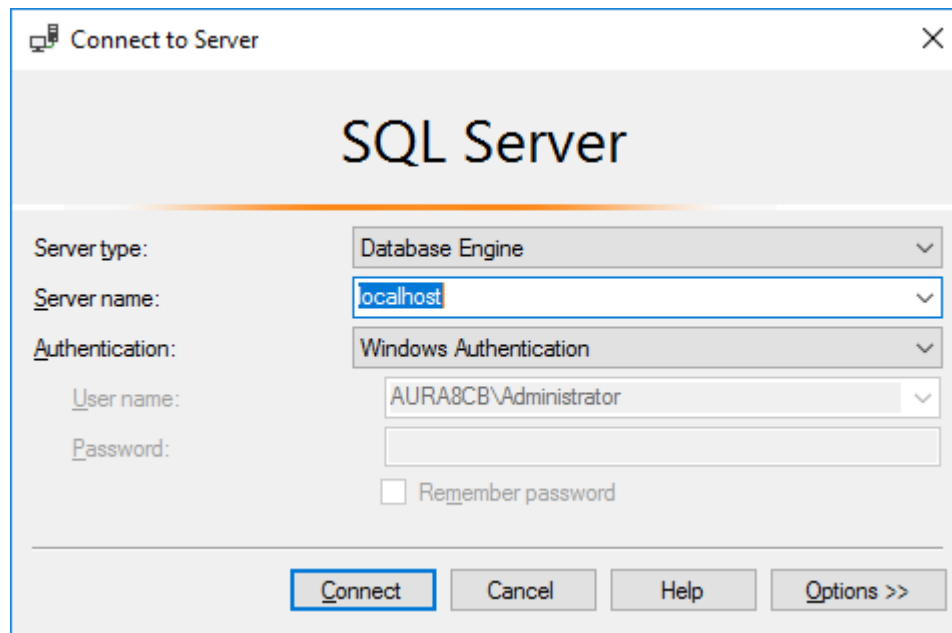 Connect to Server
SQL Server
Server type: Database Engine
Server name: localhost
Authentication: Windows Authentication
User name: AURA8CB\Administrator
Password:
Remember password
Connect Cancel Help Options >>